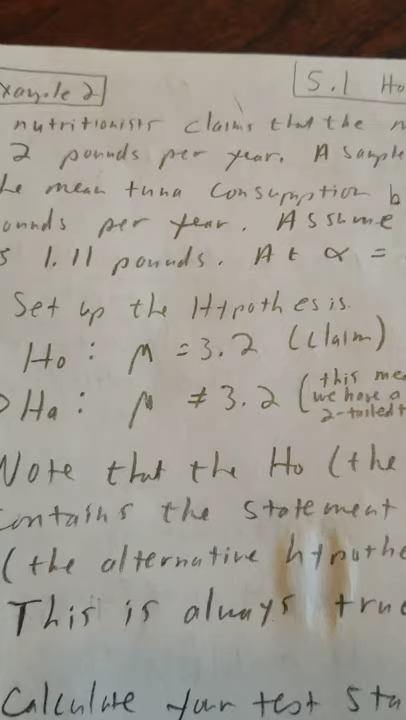 xample 2
5.1 Ho
nutritionists claims that the
2 pounds per year. A sample
he mean tuna consumption b
ounds per year. Assume
s 1.11 pounds. At α =
Set up the Hypothesis.
Ho: μ = 3.2 (claim)
Ha: μ ≠ 3.2 (this me
we have a
2-tailed t
Note that the Ho (the
contains the statement
(the alternative hypothe
This is always true
Calculate your test sta